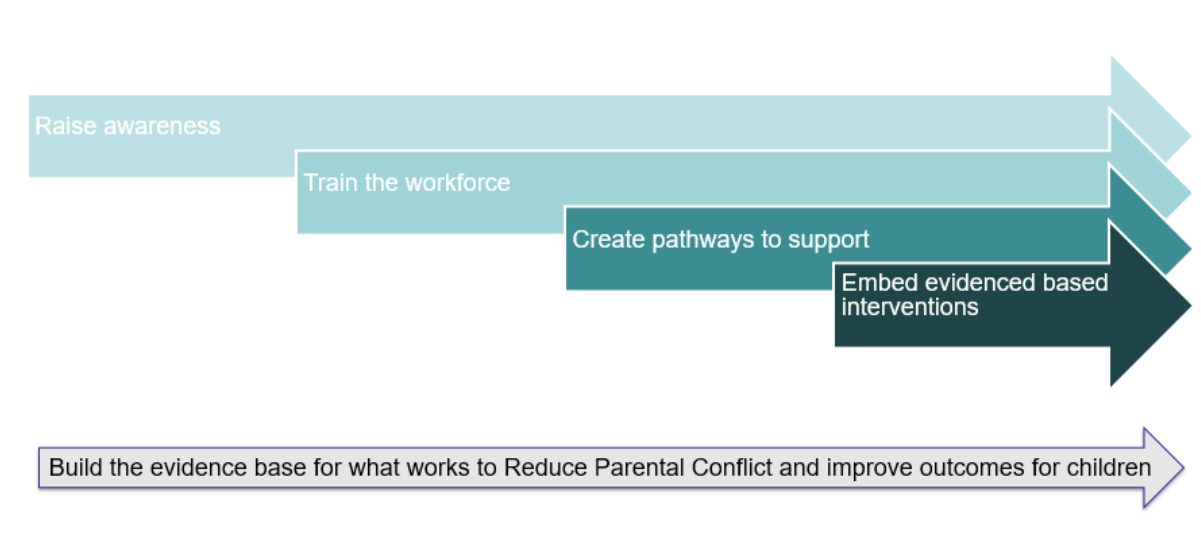 Raise awareness
Train the workforce
Create pathways to support
Embed evidenced based
interventions
Build the evidence base for what works to Reduce Parental Conflict and improve outcomes for children